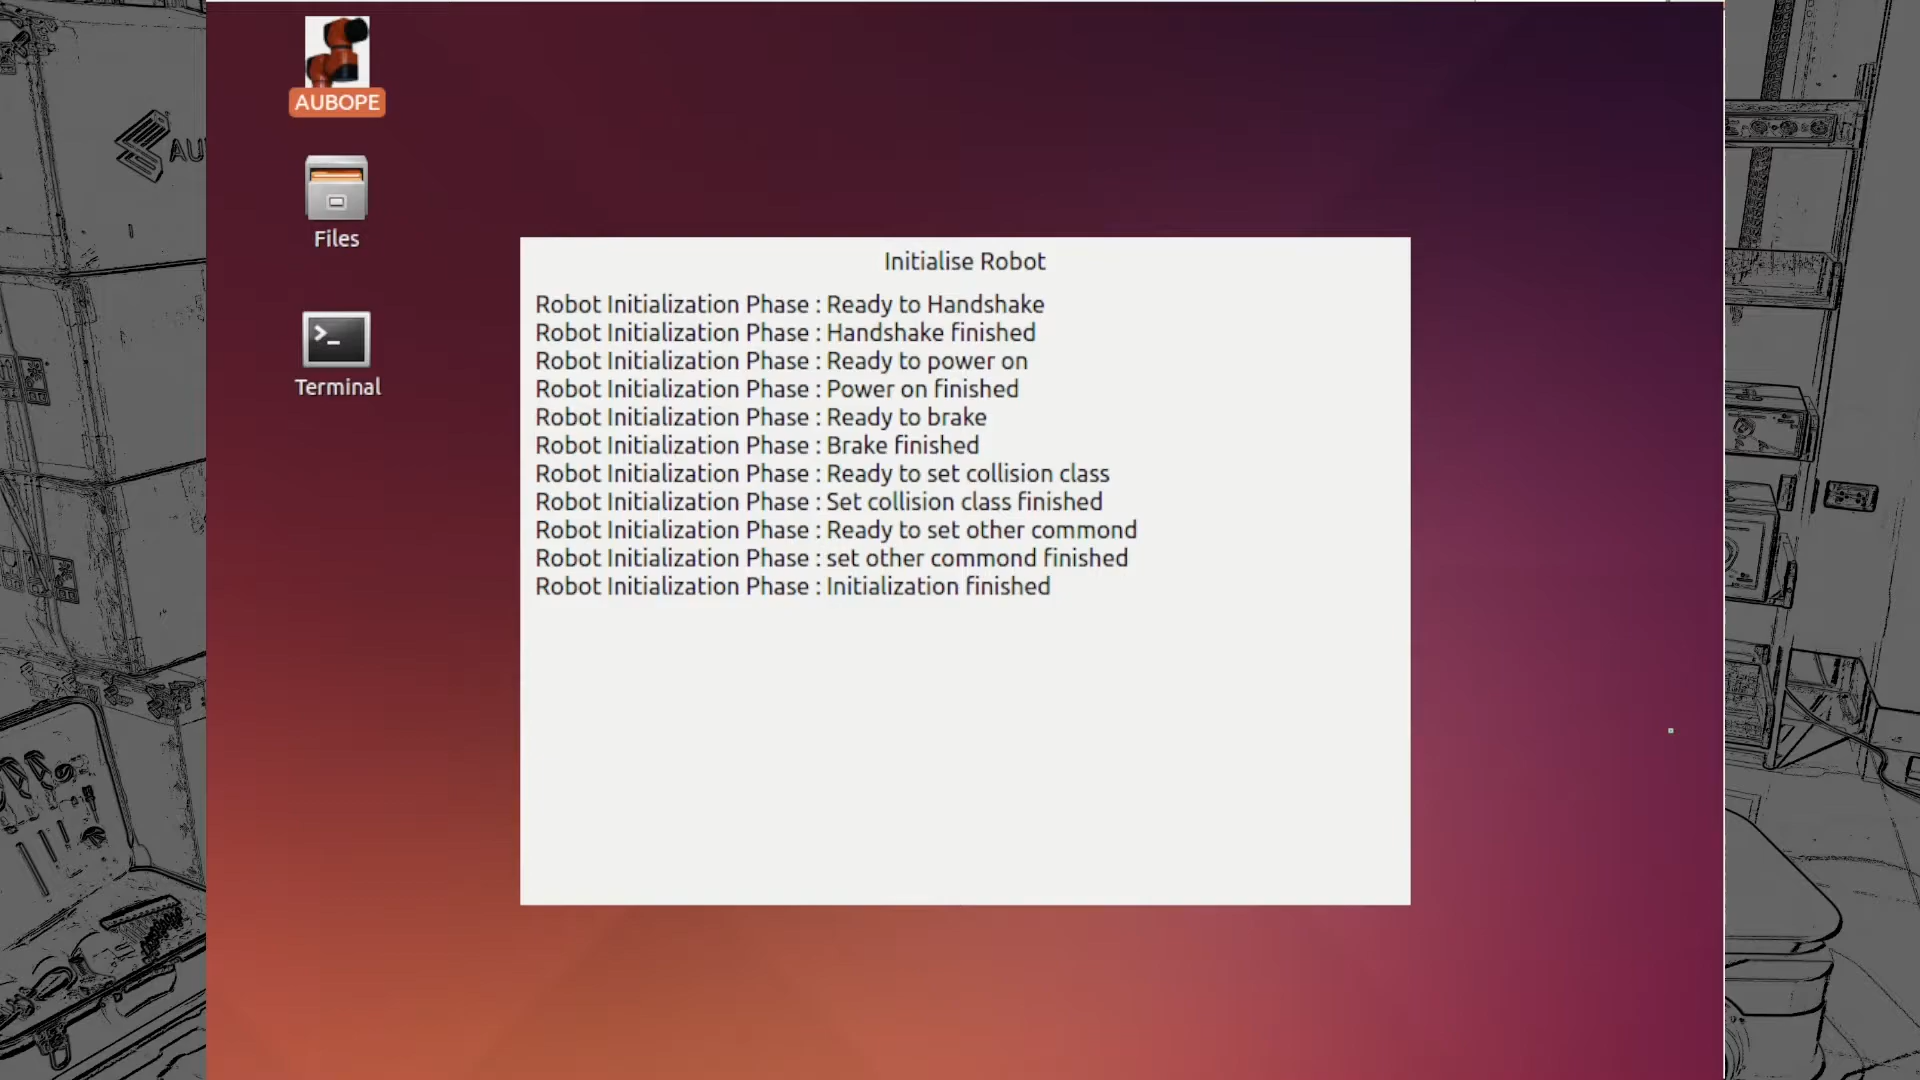 AUBOPE
AU
Files
Terminal
Initialise Robot
Robot Initialization Phase : Ready to Handshake
Robot Initialization Phase : Handshake finished
Robot Initialization Phase : Ready to power on
Robot Initialization Phase : Power on finished
Robot Initialization Phase : Ready to brake
Robot Initialization Phase : Brake finished
Robot Initialization Phase : Ready to set collision class
Robot Initialization Phase : Set collision class finished
Robot Initialization Phase : Ready to set other commond
Robot Initialization Phase : set other commond finished
Robot Initialization Phase : Initialization finished